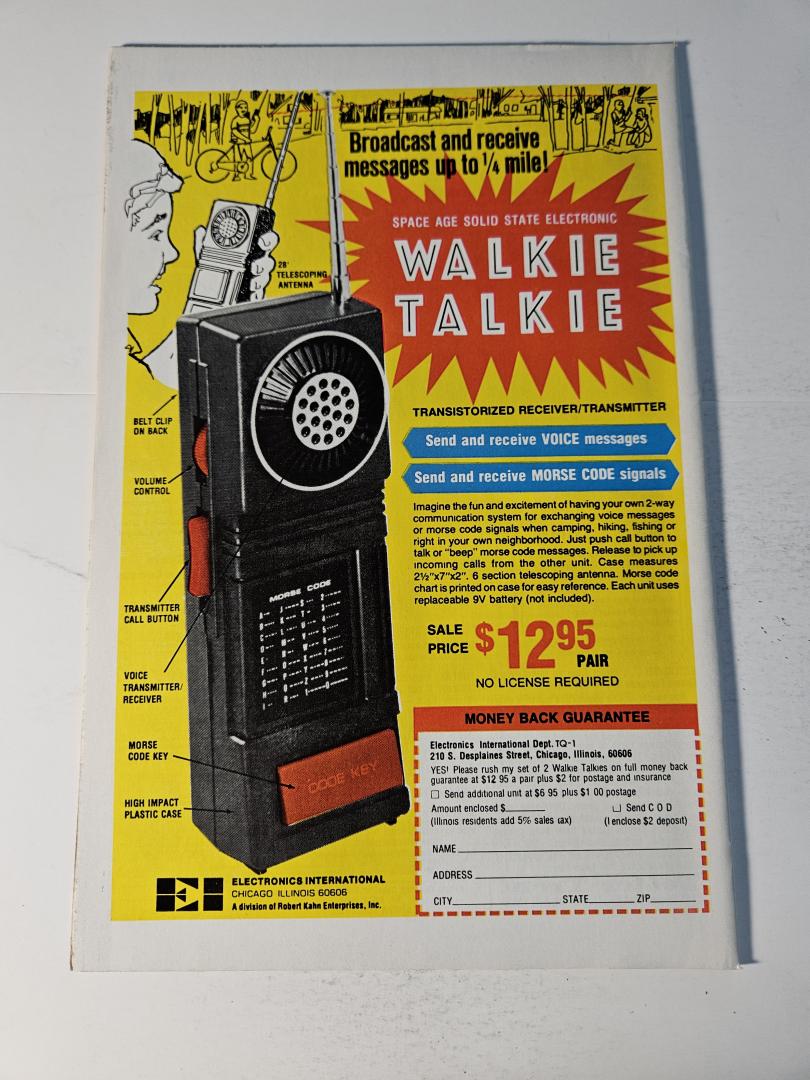 Broadcast and receive
messages up to 1/4 mile!
SPACE AGE SOLID STATE ELECTRONIC
WALKIE
TALKIE
28'
TELESCOPING
ANTENNA
BELT CLIP
ON BACK
VOLUME
CONTROL
TRANSMITTER
CALL BUTTON
VOICE
TRANSMITTER/
RECEIVER
MORSE
CODE KEY
HIGH IMPACT
PLASTIC CASE
MORSE CODE
CODE KEY
TRANSISTORIZED RECEIVER/TRANSMITTER
Send and receive VOICE messages
Send and receive MORSE CODE signals
Imagine the fun and excitement of having your own 2-way
communication system for exchanging voice messages
or morse code signals when camping, hiking, fishing or
right in your own neighborhood. Just push call button to
talk or "beep" morse code messages. Release to pick up
incoming calls from the other unit. Case measures
2½"x7"x2". 6 section telescoping antenna. Morse code
chart is printed on case for easy reference. Each unit uses
replaceable 9V battery (not included).
SALE
PRICE $12 95
PAIR
NO LICENSE REQUIRED
MONEY BACK GUARANTEE
Electronics International Dept. TQ-1
210 S. Desplaines Street, Chicago, Illinois, 60606
YES! Please rush my set of 2 Walkie Talkies on full money back
guarantee at $12 95 a pair plus $2 for postage and insurance
☐ Send additional unit at $6 95 plus $1 00 postage
Amount enclosed $ ☐ Send C O D
(Illinois residents add 5% sales tax) (I enclose $2 deposit)
NAME
ADDRESS
CITY STATE ZIP
EI
ELECTRONICS INTERNATIONAL
CHICAGO ILLINOIS 60606
A division of Robert Kahn Enterprises, Inc.